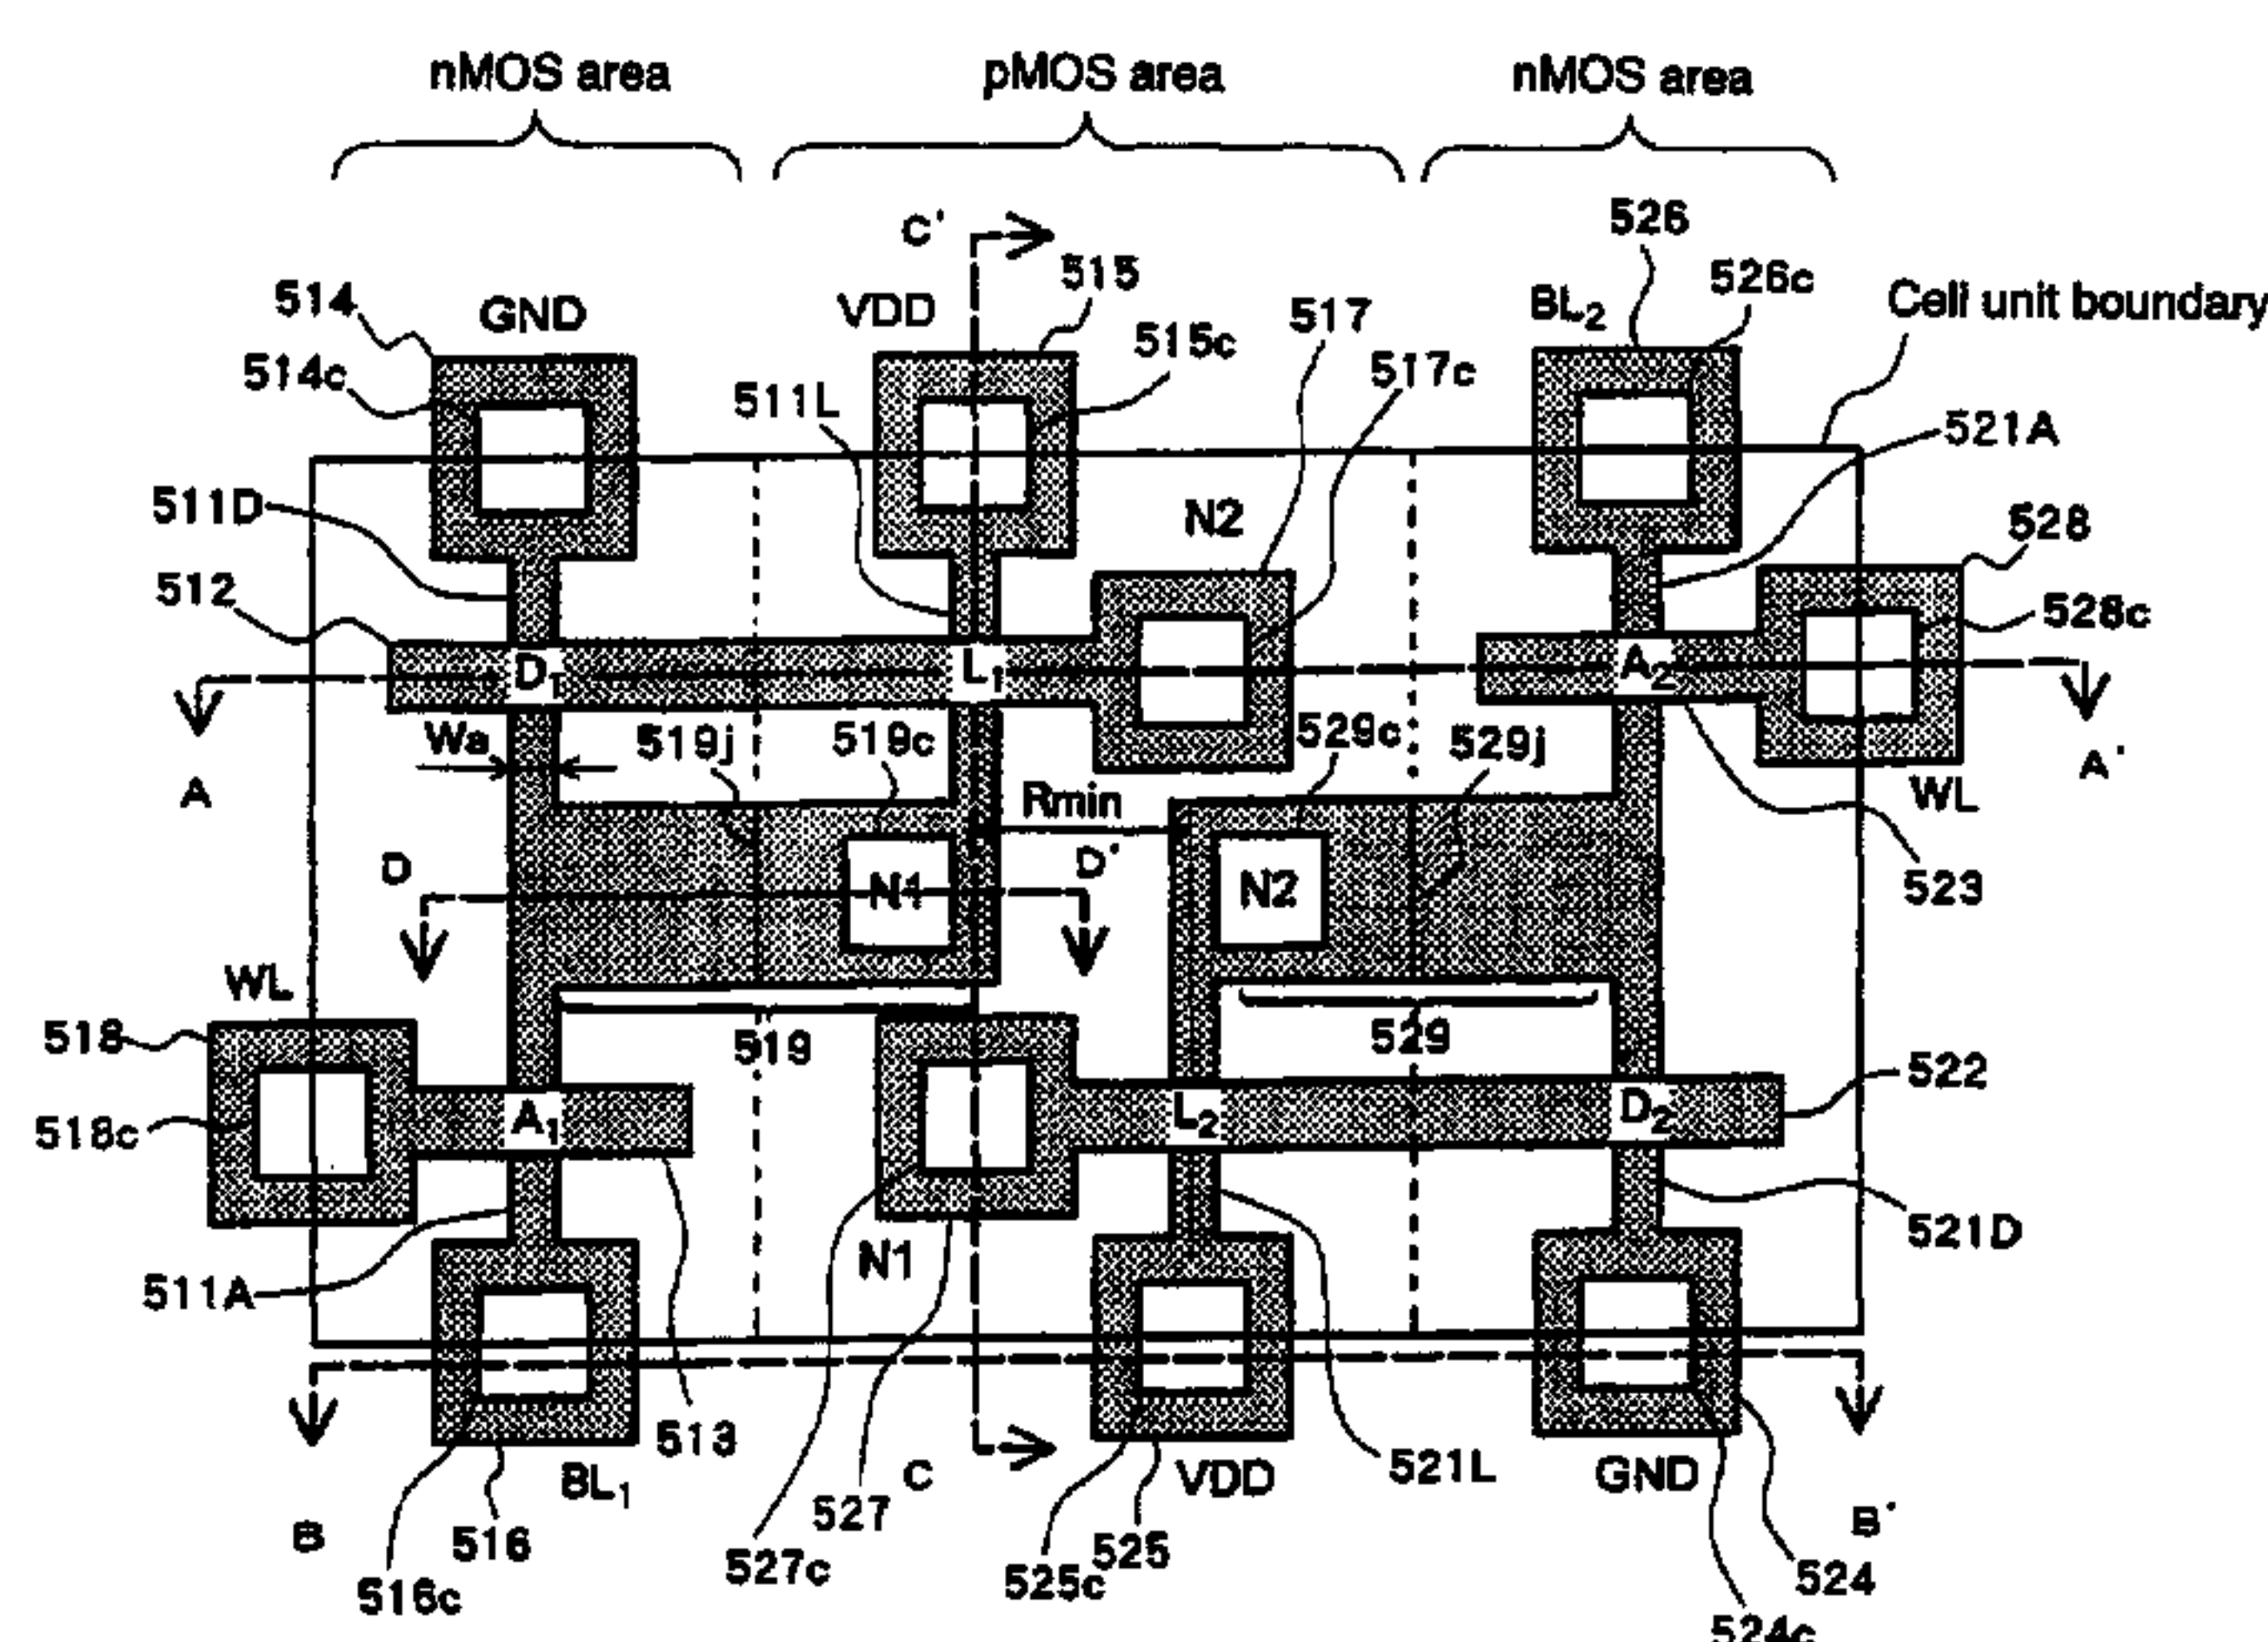 nMOS area pMOS area nMOS area
C' 526
514 GND VDD 515 517 BL2 526c Cell unit boundary
514c 511L 515c 517c 521A
511D N2 528
512 528c
D1 L1 A2
Wa 519j 519c 529c 529j
A Rmin WL A'
D N1 D' N2 523
WL
518 519 529 522
518c A1 L2 D2
511A N1 521D
513 521L
BL1 527 C VDD GND
B 516 B'
516c 527c 525c 525 524
524c